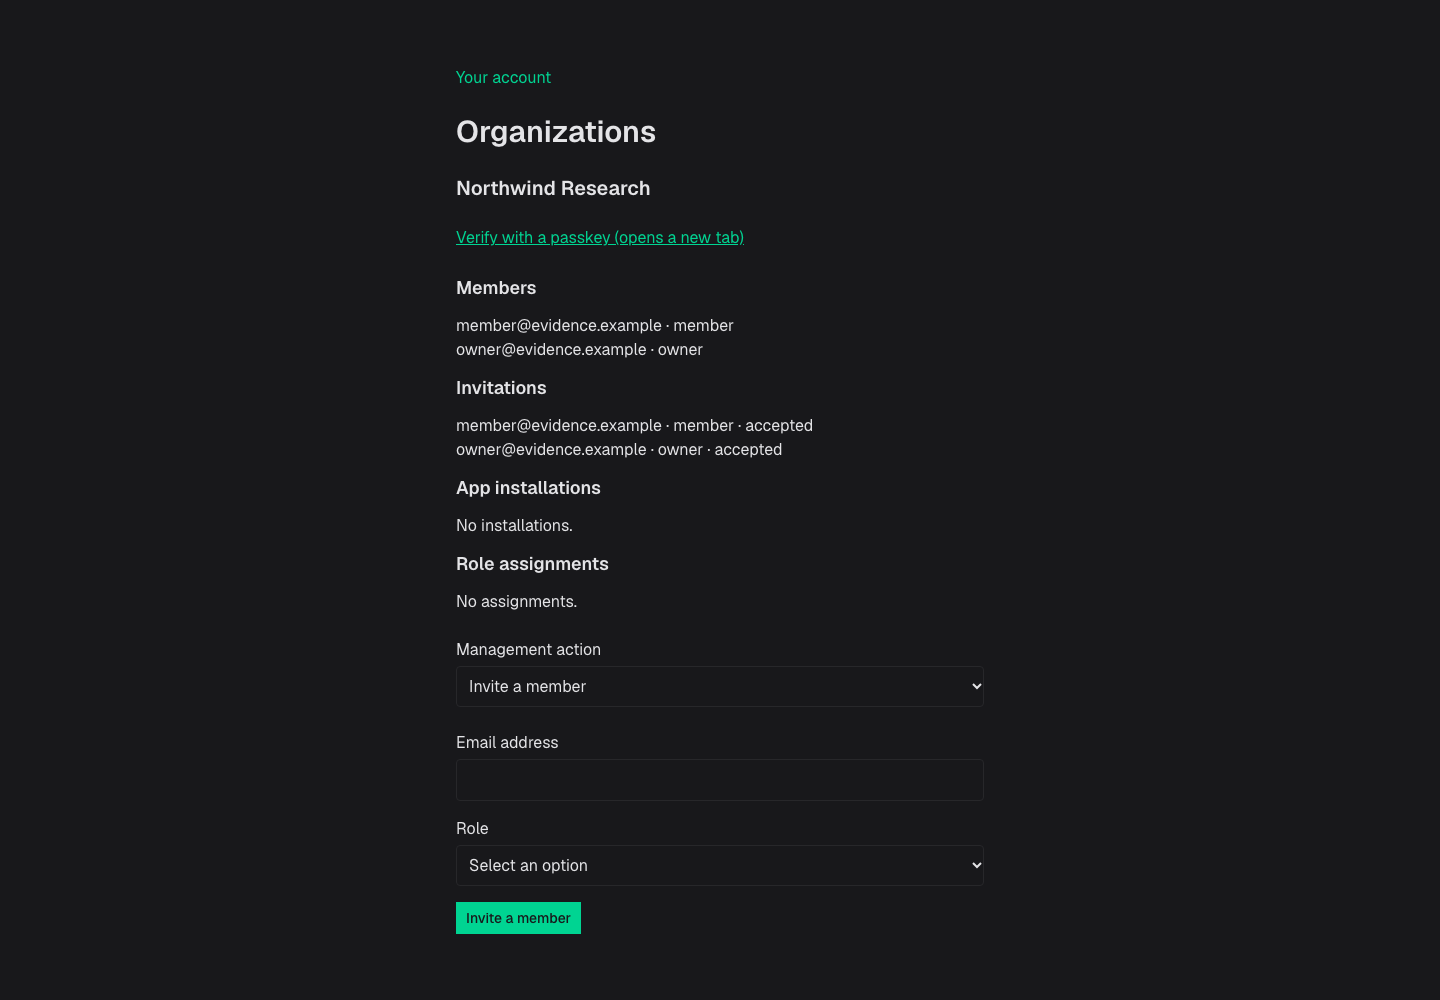 Your account
Organizations
Northwind Research
Verify with a passkey (opens a new tab)
Members
member@evidence.example · member
owner@evidence.example · owner
Invitations
member@evidence.example · member · accepted
owner@evidence.example · owner · accepted
App installations
No installations.
Role assignments
No assignments.
Management action
Invite a member
Email address
Role
Select an option
Invite a member